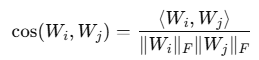 cos(W_i, W_j) = ⟨W_i, W_j⟩ / ‖W_i‖_F‖W_j‖_F